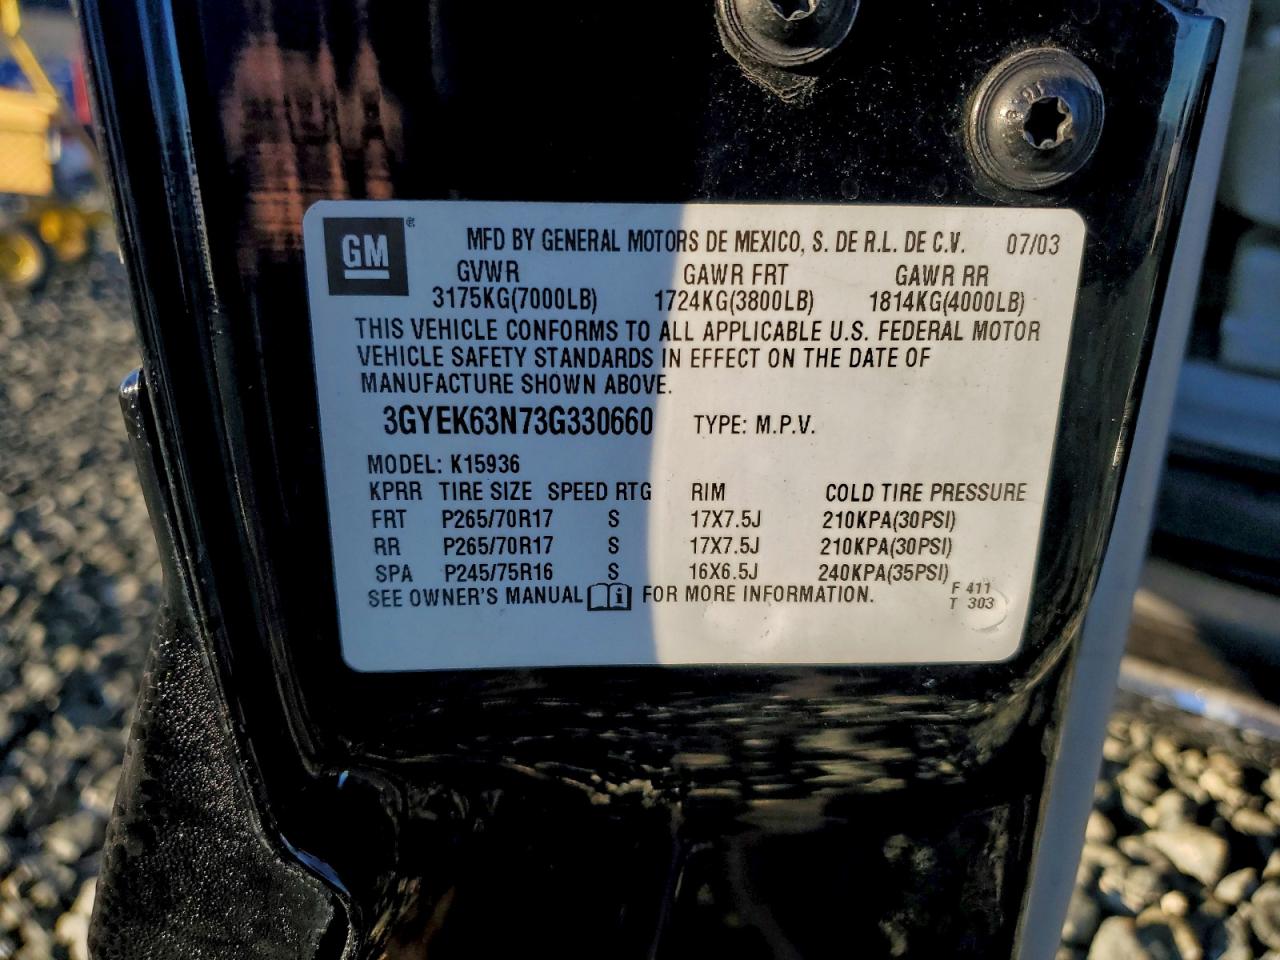 GM ®
MFD BY GENERAL MOTORS DE MEXICO, S. DE R.L. DE C.V. 07/03
GVWR GAWR FRT GAWR RR
3175KG(7000LB) 1724KG(3800LB) 1814KG(4000LB)
THIS VEHICLE CONFORMS TO ALL APPLICABLE U.S. FEDERAL MOTOR
VEHICLE SAFETY STANDARDS IN EFFECT ON THE DATE OF
MANUFACTURE SHOWN ABOVE.
3GYEK63N73G330660 TYPE: M.P.V.
MODEL: K15936
KPRR TIRE SIZE SPEED RTG RIM COLD TIRE PRESSURE
FRT P265/70R17 S 17X7.5J 210KPA(30PSI)
RR P265/70R17 S 17X7.5J 210KPA(30PSI)
SPA P245/75R16 S 16X6.5J 240KPA(35PSI)
SEE OWNER'S MANUAL i FOR MORE INFORMATION. F 411
T 303